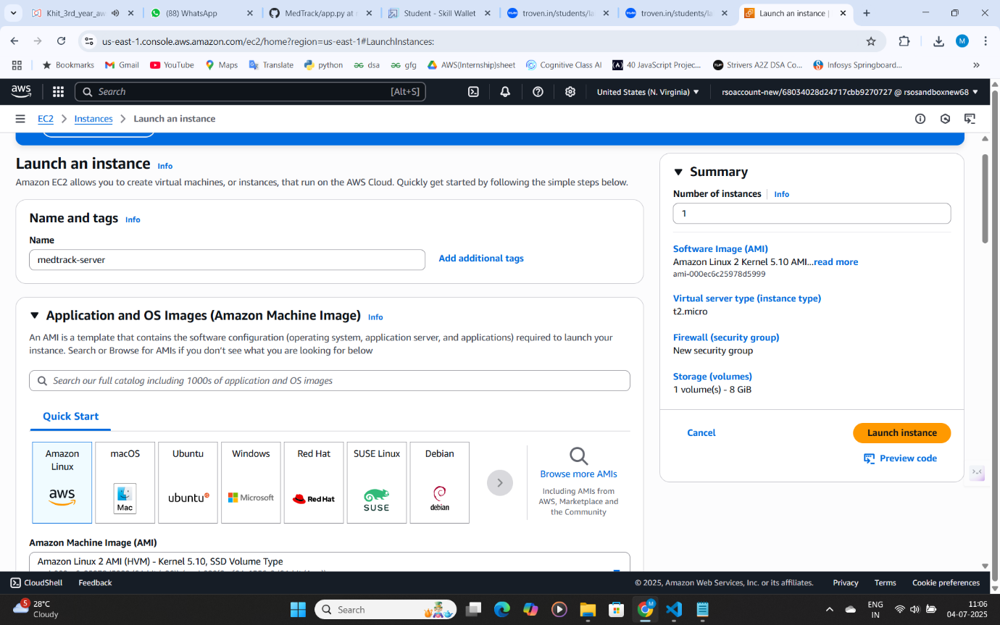 Khit_3rd_year_aw
(88) WhatsApp
MedTrack/app.py at
Student - Skill Wallet
troven.in/students/la
troven.in/students/la
Launch an instance |
us-east-1.console.aws.amazon.com/ec2/home?region=us-east-1#LaunchInstances:
M
Bookmarks
Gmail
YouTube
Maps
Translate
python
dsa
gfg
AWS(Internship)sheet
Cognitive Class AI
40 JavaScript Projec...
Strivers A2Z DSA Co...
Infosys Springboard...
aws
Search
[Alt+S]
United States (N. Virginia)
rsoaccount-new/68034028d24717cbb9270727 @ rsosandboxnew68
EC2
Instances
Launch an instance
Launch an instance Info
Amazon EC2 allows you to create virtual machines, or instances, that run on the AWS Cloud. Quickly get started by following the simple steps below.
Name and tags Info
Name
medtrack-server
Add additional tags
Application and OS Images (Amazon Machine Image) Info
An AMI is a template that contains the software configuration (operating system, application server, and applications) required to launch your
instance. Search or Browse for AMIs if you don't see what you are looking for below
Search our full catalog including 1000s of application and OS images
Quick Start
Amazon
Linux
aws
macOS
Mac
Ubuntu
ubuntu
Windows
Microsoft
Red Hat
Red Hat
SUSE Linux
SUSE
Debian
debian
Browse more AMIs
Including AMIs from
AWS, Marketplace and
the Community
Amazon Machine Image (AMI)
Amazon Linux 2 AMI (HVM) - Kernel 5.10, SSD Volume Type
Summary
Number of instances Info
1
Software Image (AMI)
Amazon Linux 2 Kernel 5.10 AMI...read more
ami-000ec6c25978d5999
Virtual server type (instance type)
t2.micro
Firewall (security group)
New security group
Storage (volumes)
1 volume(s) - 8 GiB
Cancel
Launch instance
Preview code
CloudShell
Feedback
© 2025, Amazon Web Services, Inc. or its affiliates.
Privacy
Terms
Cookie preferences
5
28°C
Cloudy
Search
M
ENG
IN
11:06
04-07-2025